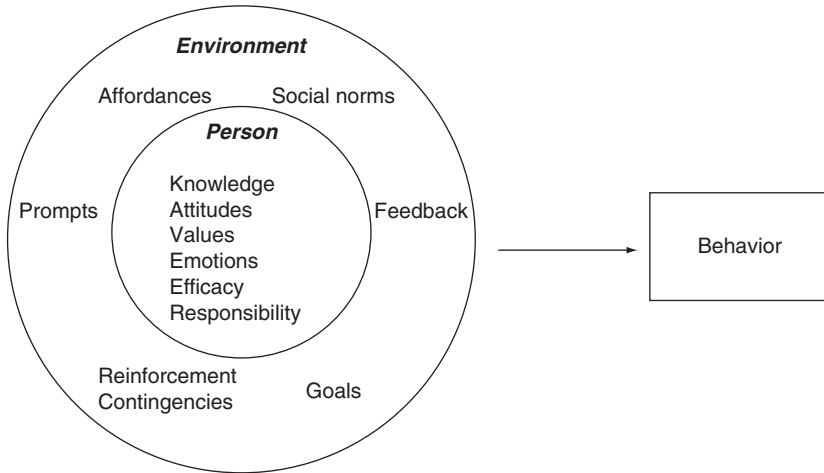 Environment
Affordances
Social norms
Person
Knowledge
Attitudes
Values
Emotions
Efficacy
Responsibility
Prompts
Feedback
Reinforcement
Contingencies
Goals
Behavior